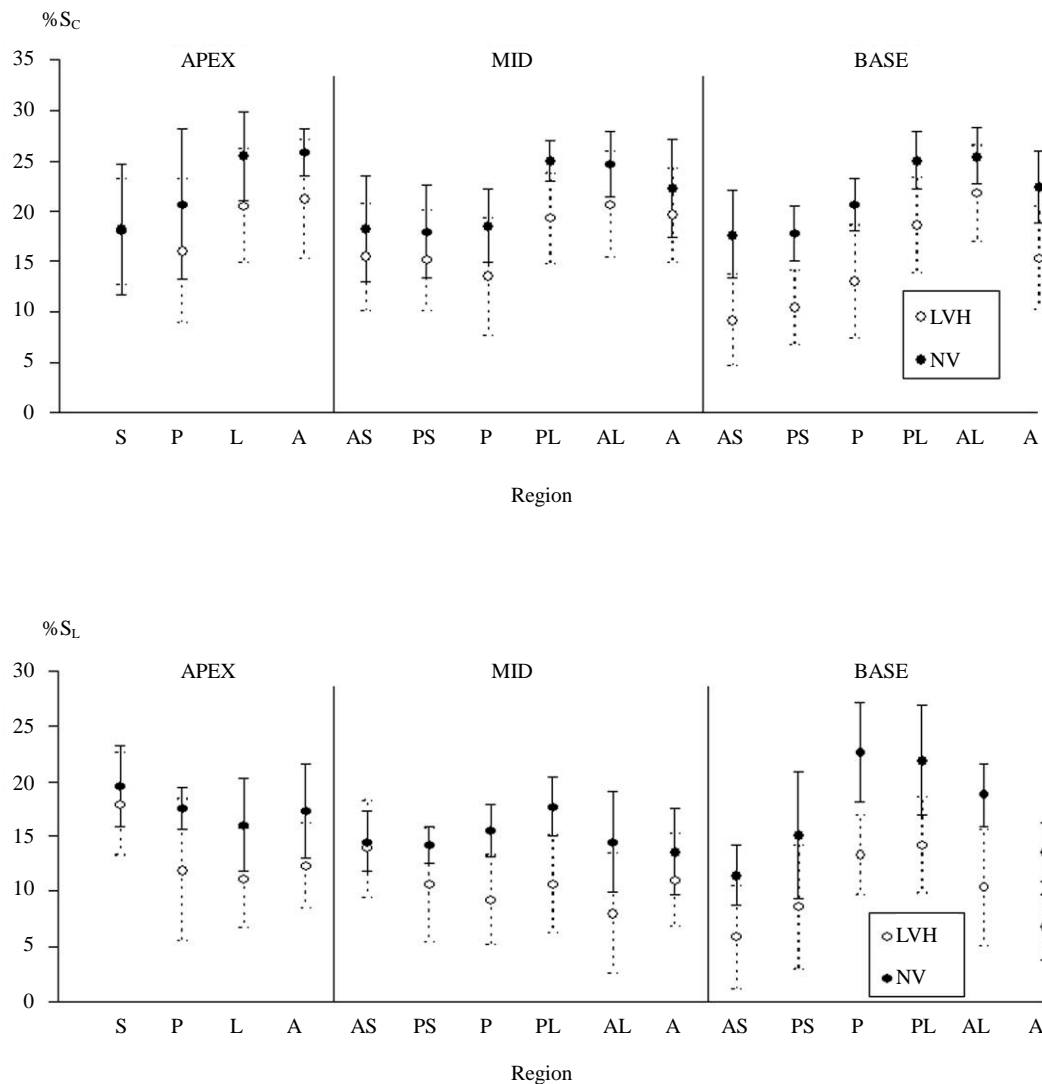 %S_C
35
APEX MID BASE
30
25
20
15
10
LVH
5
NV
0
S P L A AS PS P PL AL A AS PS P PL AL A
Region
%S_L
30
APEX MID BASE
25
20
15
10
LVH
5
NV
0
S P L A AS PS P PL AL A AS PS P PL AL A
Region